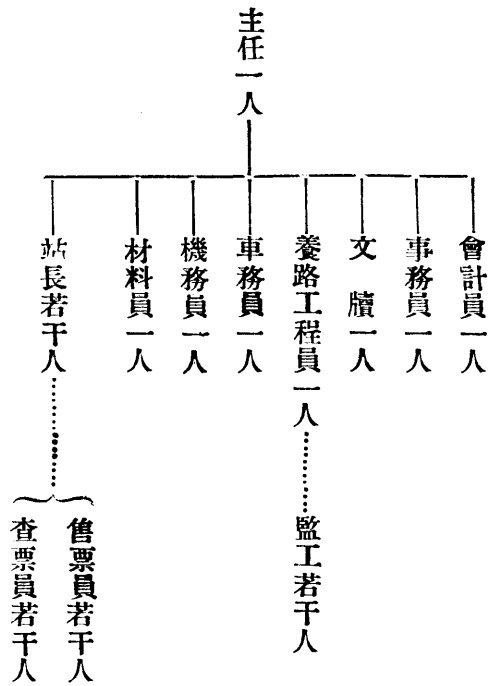 主任一人
會計員一人
事務員一人
文牘一人
養路工程員一人
車務員一人
機務員一人
材料員一人
站長若干人
監工若干人
售票員若干人
查票員若干人